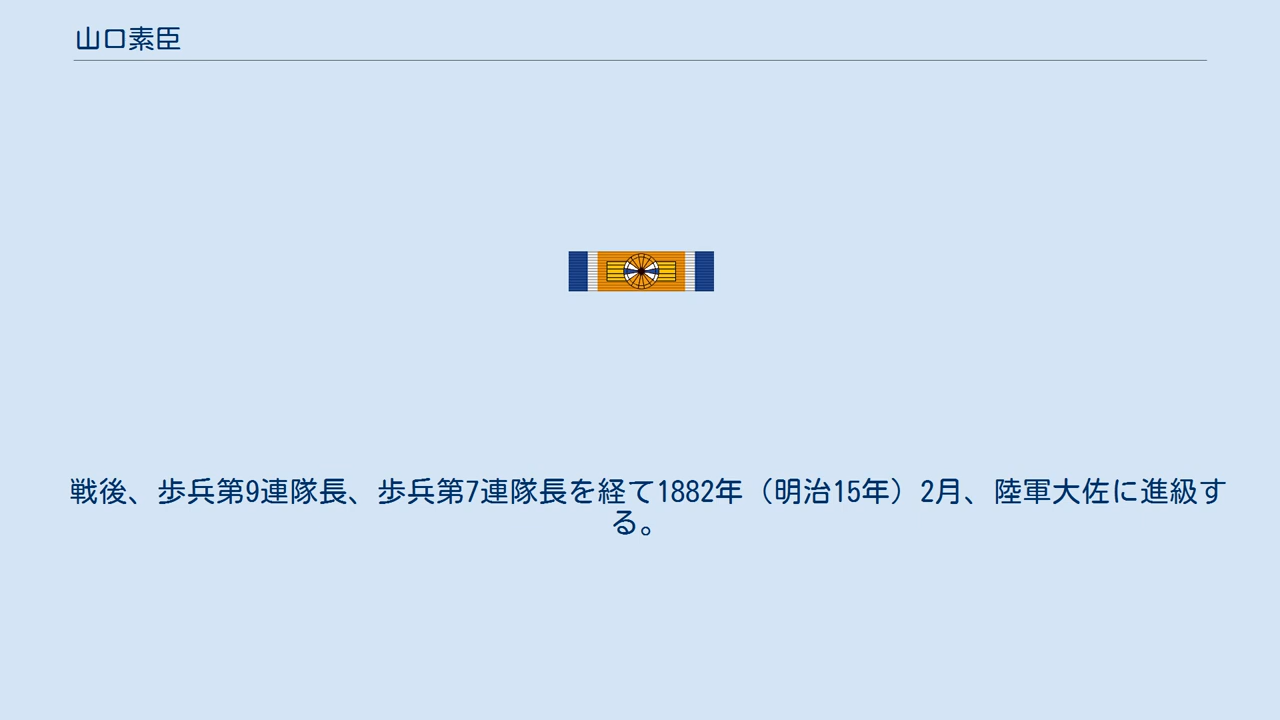 山口素臣
戦後、歩兵第9連隊長、歩兵第7連隊長を経て1882年（明治15年）2月、陸軍大佐に進級す
る。